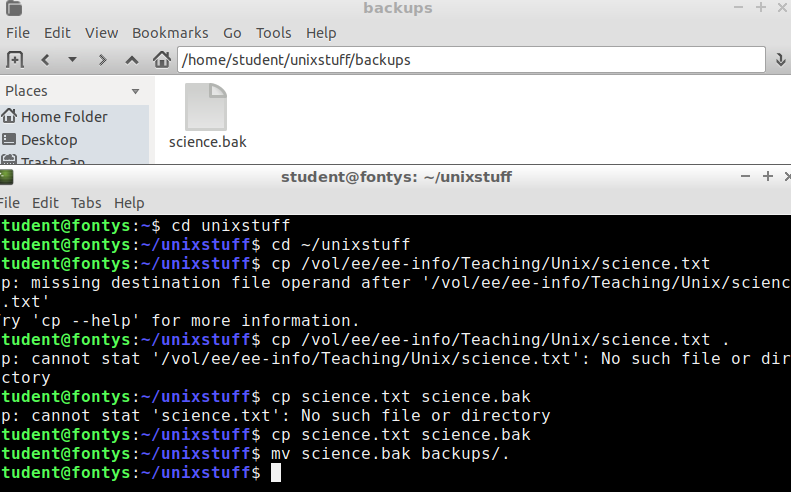 backups
File Edit View Bookmarks Go Tools Help
/home/student/unixstuff/backups
Places
Home Folder
Desktop
Trash Can
science.bak
student@fontys: ~/unixstuff
File Edit Tabs Help
tudent@fontys:~$ cd unixstuff
tudent@fontys:~/unixstuff$ cd ~/unixstuff
tudent@fontys:~/unixstuff$ cp /vol/ee/ee-info/Teaching/Unix/science.txt
p: missing destination file operand after '/vol/ee/ee-info/Teaching/Unix/scienc
.txt'
ry 'cp --help' for more information.
tudent@fontys:~/unixstuff$ cp /vol/ee/ee-info/Teaching/Unix/science.txt .
p: cannot stat '/vol/ee/ee-info/Teaching/Unix/science.txt': No such file or dir
ctory
tudent@fontys:~/unixstuff$ cp science.txt science.bak
p: cannot stat 'science.txt': No such file or directory
tudent@fontys:~/unixstuff$ cp science.txt science.bak
tudent@fontys:~/unixstuff$ mv science.bak backups/.
tudent@fontys:~/unixstuff$